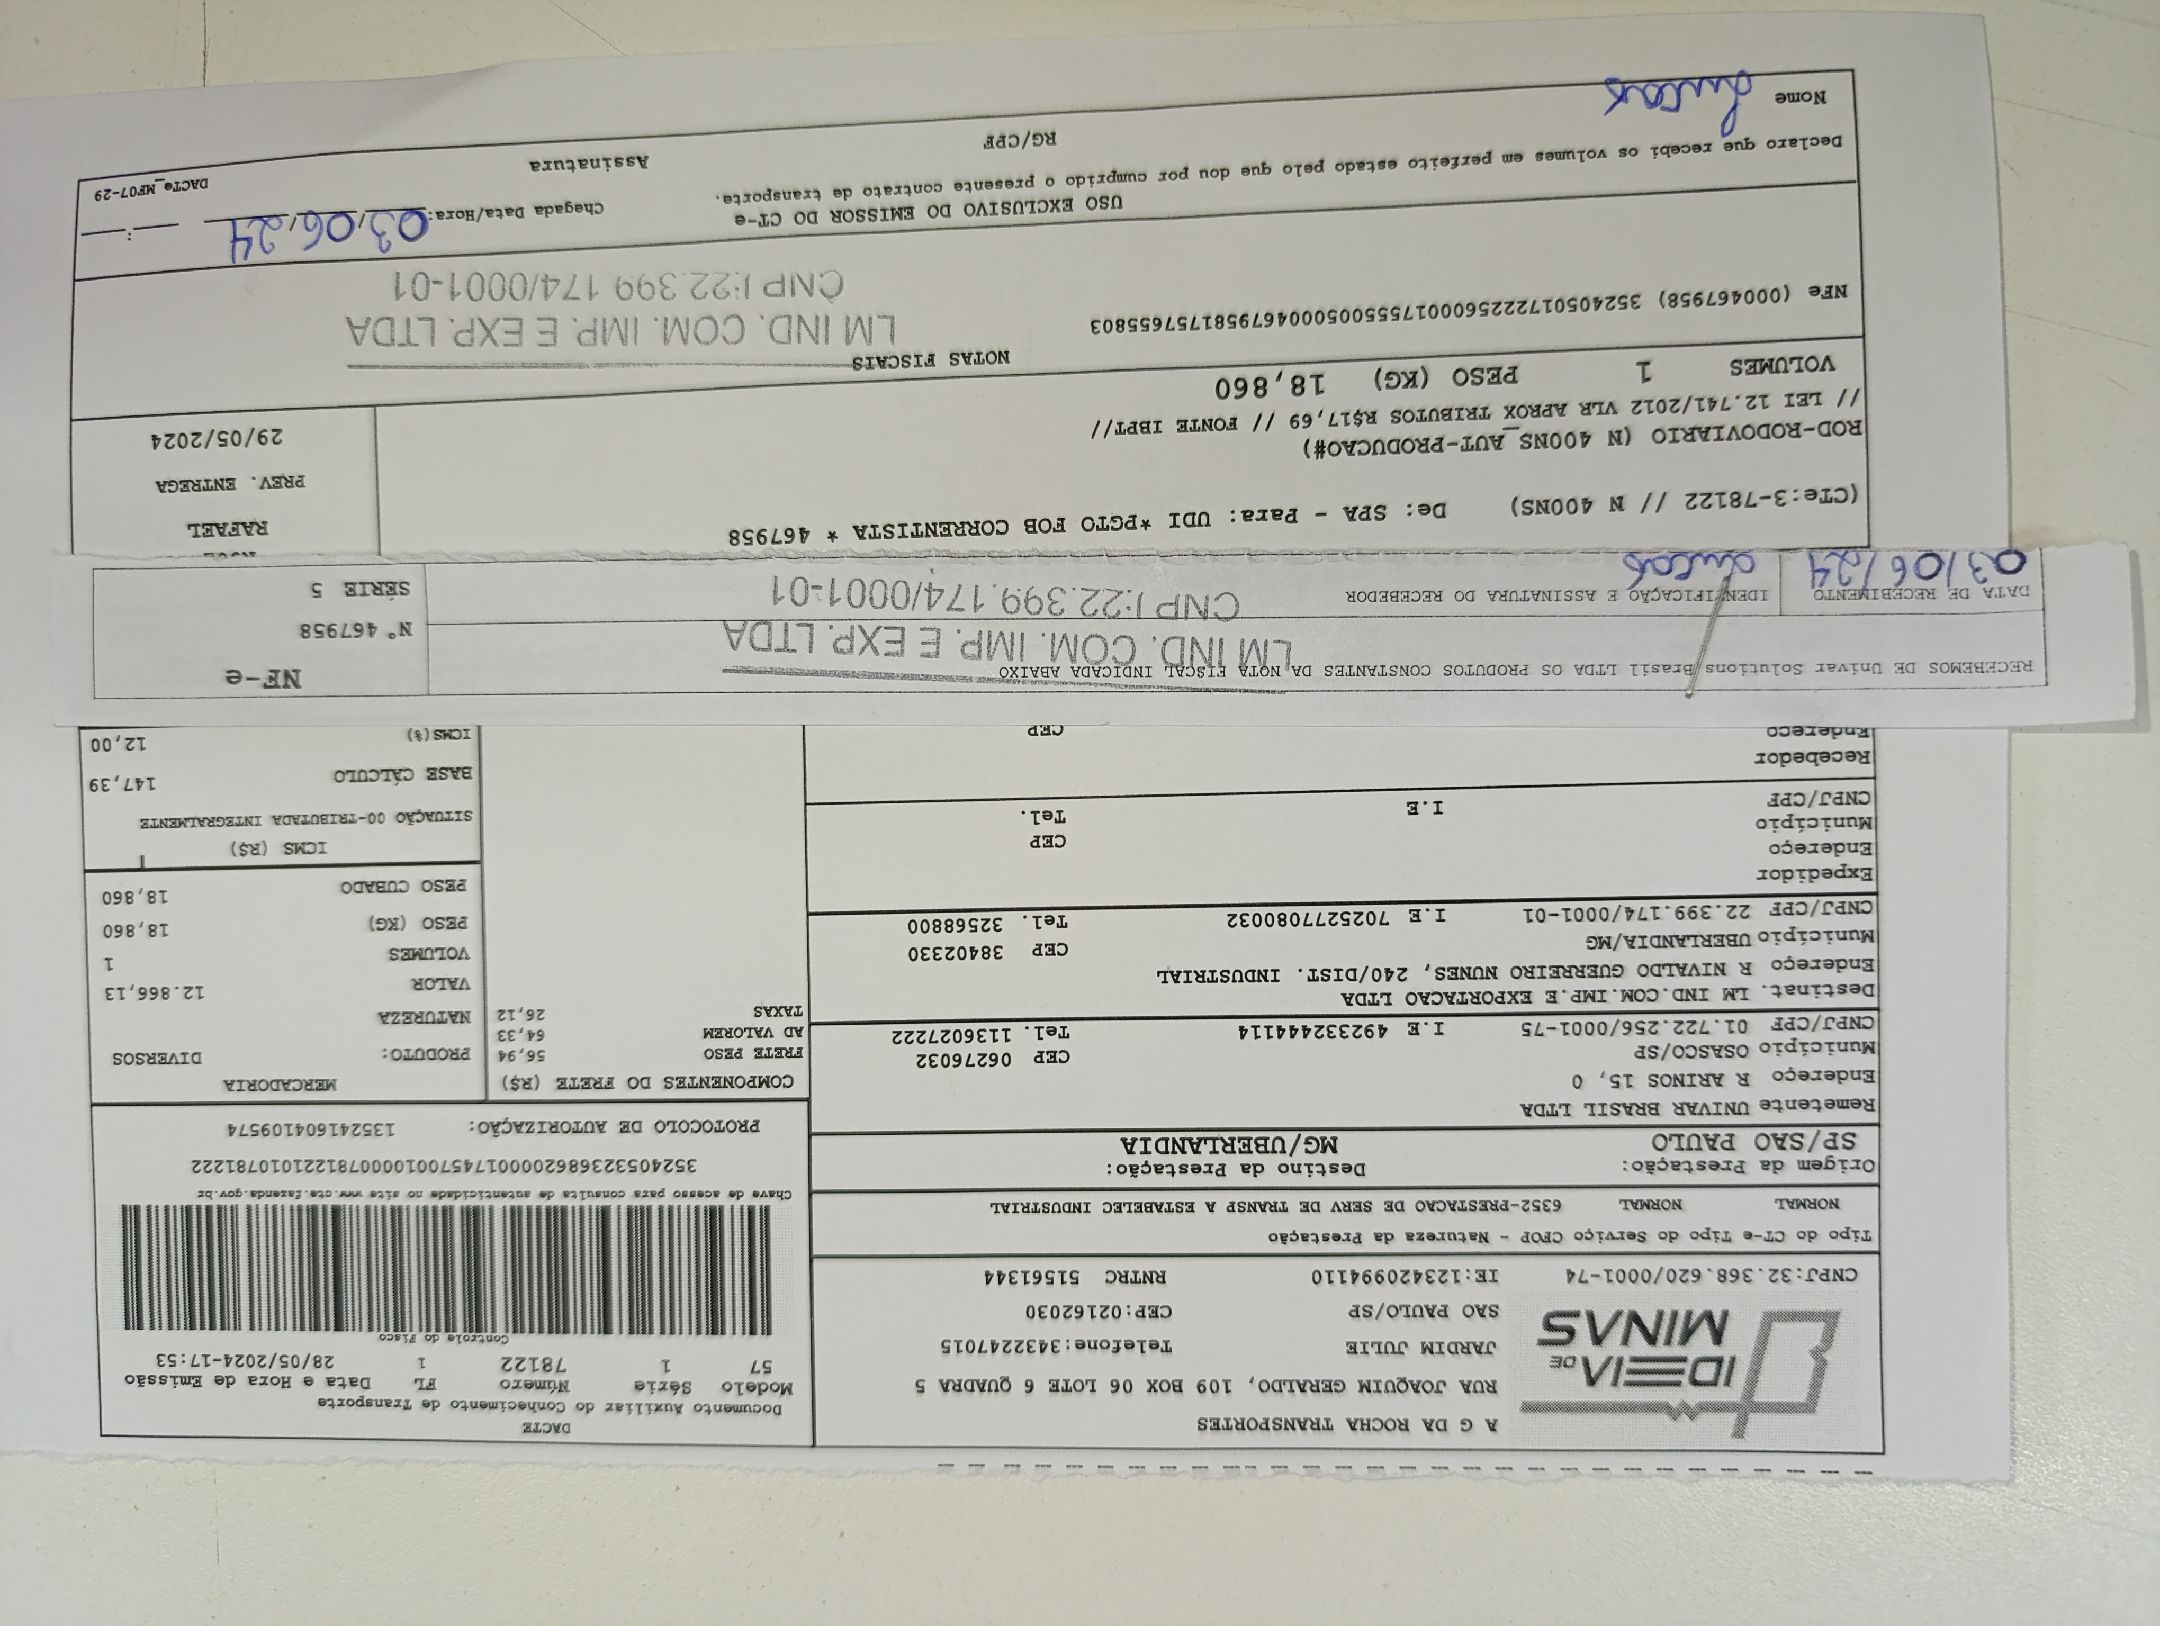 DACTE
Documento Auxiliar do Conhecimento de Transporte
Modelo Série Número FL Data e Hora de Emissão
57 1 78122 1 28/05/2024-17:53
Controle do Fisco
IDEIA DE
MINAS
A G DA ROCHA TRANSPORTES
RUA JOAQUIM GERALDO, 109 BOX 06 LOTE 6 QUADRA 5
JARDIM JULIE Telefone:3432247015
SAO PAULO/SP CEP:02162030
CNPJ:32.368.620/0001-74 IE:123420994110 RNTRC 51561344
Tipo do CT-e Tipo do Serviço CFOP - Natureza da Prestação
NORMAL NORMAL 6352-PRESTACAO DE SERV DE TRANSP A ESTABELEC INDUSTRIAL
Chave de acesso para consulta de autenticidade no site www.cte.fazenda.gov.br
35240532368620000174570010000781221010781222
PROTOCOLO DE AUTORIZAÇÃO: 135241604109574
Origem da Prestação: Destino da Prestação:
SP/SAO PAULO MG/UBERLANDIA
Remetente UNIVAR BRASIL LTDA
Endereço R ARINOS 15, 0
Município OSASCO/SP CEP 06276032
CNPJ/CPF 01.722.256/0001-75 I.E 492332444114 Tel. 1136027222
Destinat. LM IND.COM.IMP.E EXPORTACAO LTDA
Endereço R NIVALDO GUERREIRO NUNES, 240/DIST. INDUSTRIAL
Município UBERLANDIA/MG CEP 38402330
CNPJ/CPF 22.399.174/0001-01 I.E 7025277080032 Tel. 32568800
Expedidor
Endereço CEP
Município Tel.
CNPJ/CPF I.E
Recebedor
Endereço CEP
COMPONENTES DO FRETE (R$)
FRETE PESO 56,94
AD VALOREM 64,33
TAXAS 26,12
MERCADORIA
PRODUTO: DIVERSOS
NATUREZA
VALOR 12.866,13
VOLUMES 1
PESO (KG) 18,860
PESO CUBADO 18,860
ICMS (R$)
SITUAÇÃO 00-TRIBUTADA INTEGRALMENTE
BASE CÁLCULO 147,39
ICMS(%) 12,00
RECEBEMOS DE Univar Solutions Brasil LTDA OS PRODUTOS CONSTANTES DA NOTA FISCAL INDICADA ABAIXO
LM IND. COM. IMP. E EXP. LTDA
CNPJ:22.399.174/0001-01
DATA DE RECEBIMENTO IDENTIFICAÇÃO E ASSINATURA DO RECEBEDOR
03/06/24 Lucas
NF-e
Nº 467958
SÉRIE 5
(CTe:3-78122 // N 400NS) De: SPA - Para: UDI *PGTO FOB CORRENTISTA * 467958
ROD-RODOVIARIO (N 400NS_AUT-PRODUCAO#)
// LEI 12.741/2012 VLR APROX TRIBUTOS R$17,69 // FONTE IBPT//
VOLUMES 1 PESO (KG) 18,860
RAFAEL
PREV. ENTREGA
29/05/2024
NOTAS FISCAIS
NFe (000467958) 35240501722256000175550050004679581757655803
LM IND. COM. IMP. E EXP. LTDA
CNPJ:22.399.174/0001-01
USO EXCLUSIVO DO EMISSOR DO CT-e
Declaro que recebi os volumes em perfeito estado pelo que dou por cumprido o presente contrato de transporte.
Chegada Data/Hora: 03/06/24 __:__
Nome Lucas RG/CPF Assinatura
DACTe_MF07-29